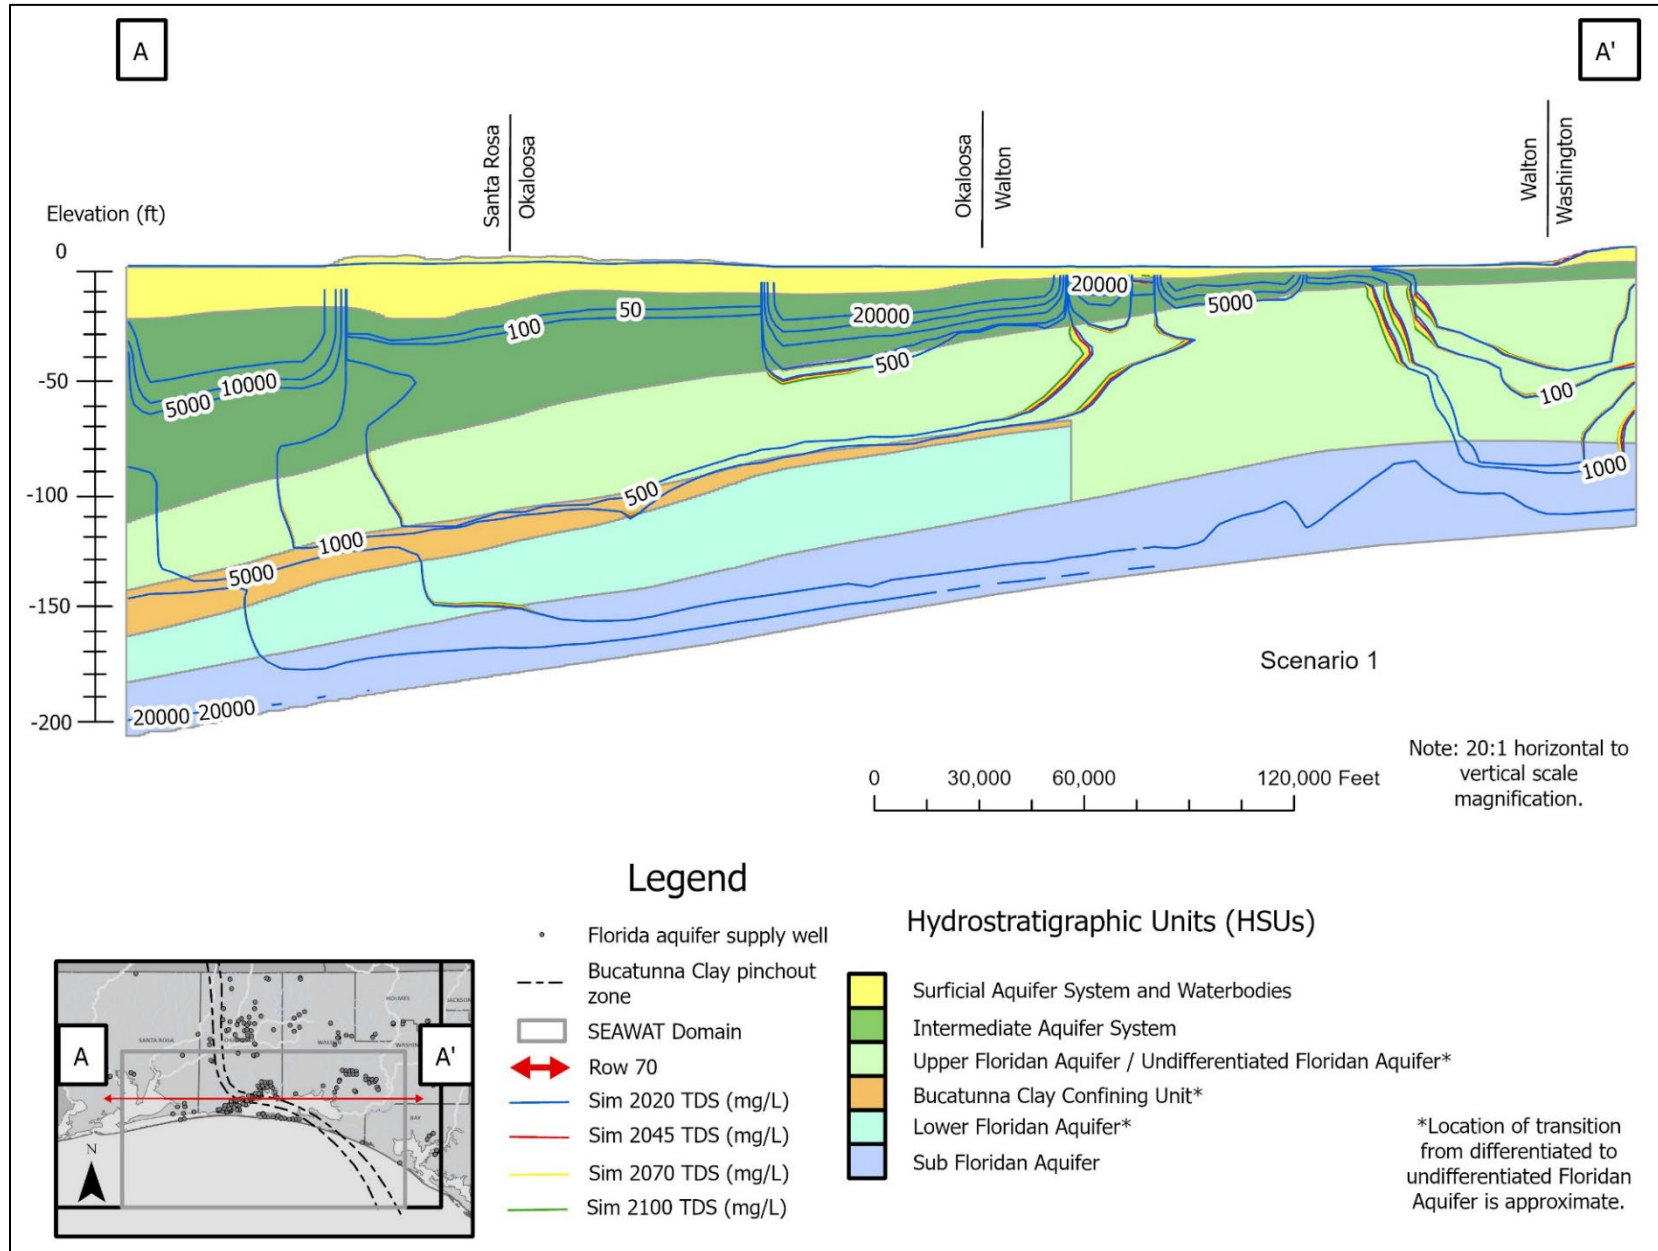 A
A'
Santa Rosa
Okaloosa
Okaloosa
Walton
Walton
Washington
Elevation (ft)
0
-50
-100
-150
-200
50
100
20000
20000
5000
10000
5000
500
100
500
1000
1000
5000
20000
20000
Scenario 1
Note: 20:1 horizontal to
vertical scale
magnification.
0
30,000
60,000
120,000 Feet
Legend
Florida aquifer supply well
Bucatunna Clay pinchout
zone
SEAWAT Domain
Row 70
Sim 2020 TDS (mg/L)
Sim 2045 TDS (mg/L)
Sim 2070 TDS (mg/L)
Sim 2100 TDS (mg/L)
Hydrostratigraphic Units (HSUs)
Surficial Aquifer System and Waterbodies
Intermediate Aquifer System
Upper Floridan Aquifer / Undifferentiated Floridan Aquifer*
Bucatunna Clay Confining Unit*
Lower Floridan Aquifer*
Sub Floridan Aquifer
*Location of transition
from differentiated to
undifferentiated Floridan
Aquifer is approximate.
A
A'
SANTA ROSA
HOLMES
BAY
N